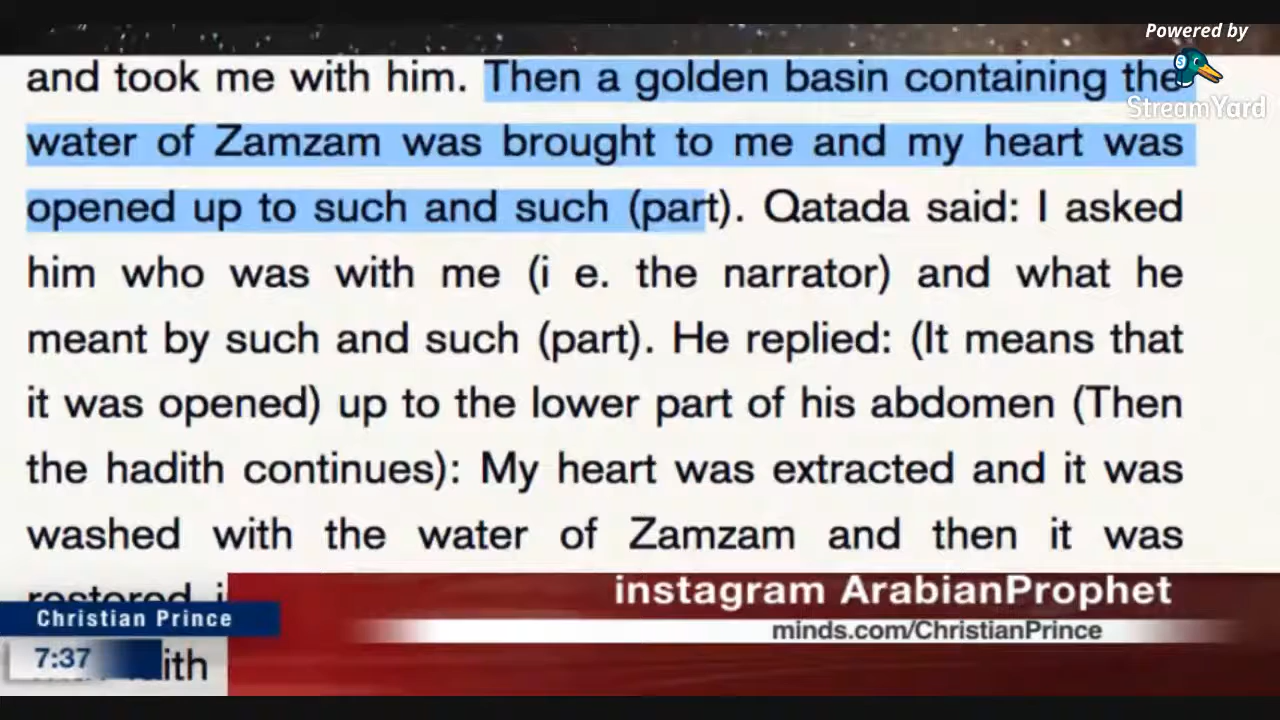 Powered by
StreamYard
and took me with him. Then a golden basin containing the
water of Zamzam was brought to me and my heart was
opened up to such and such (part). Qatada said: I asked
him who was with me (i e. the narrator) and what he
meant by such and such (part). He replied: (It means that
it was opened) up to the lower part of his abdomen (Then
the hadith continues): My heart was extracted and it was
washed with the water of Zamzam and then it was
restored
instagram ArabianProphet
Christian Prince
minds.com/ChristianPrince
7:37